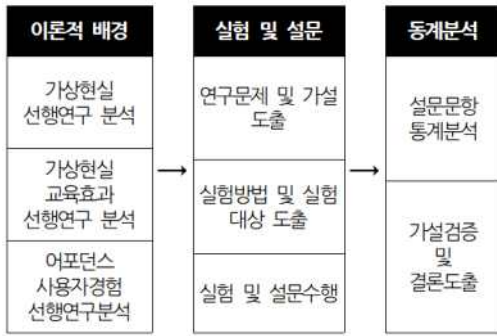 이론적 배경
가상현실
선행연구 분석
가상현실
교육효과
선행연구 분석
어포던스
사용자경험
선행연구분석
→
실험 및 설문
연구문제 및 가설
도출
실험방법 및 실험
대상 도출
실험 및 설문수행
→
통계분석
설문문항
통계분석
가설검증
및
결론도출